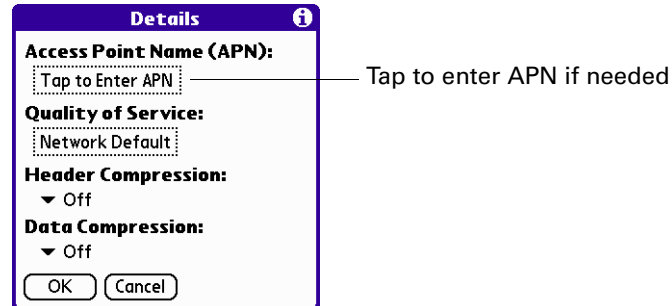 Details
Access Point Name (APN):
Tap to Enter APN
Tap to enter APN if needed
Quality of Service:
Network Default
Header Compression:
Off
Data Compression:
Off
OK Cancel